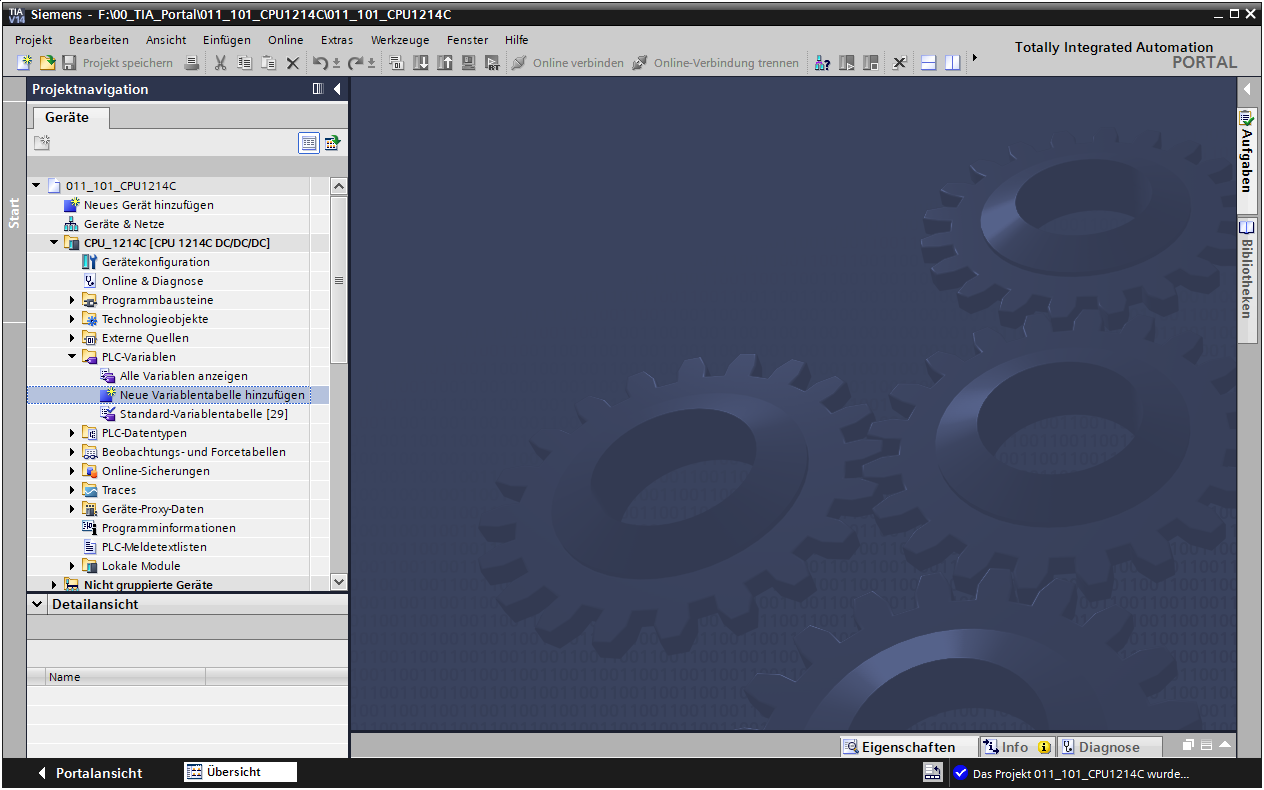 TIA V14 Siemens - F:\00_TIA_Portal\011_101_CPU1214C\011_101_CPU1214C
Projekt Bearbeiten Ansicht Einfügen Online Extras Werkzeuge Fenster Hilfe
Totally Integrated Automation
PORTAL
Projekt speichern Online verbinden Online-Verbindung trennen
Projektnavigation
Geräte
Start
011_101_CPU1214C
Neues Gerät hinzufügen
Geräte & Netze
CPU_1214C [CPU 1214C DC/DC/DC]
Gerätekonfiguration
Online & Diagnose
Programmbausteine
Technologieobjekte
Externe Quellen
PLC-Variablen
Alle Variablen anzeigen
Neue Variablentabelle hinzufügen
Standard-Variablentabelle [29]
PLC-Datentypen
Beobachtungs- und Forcetabellen
Online-Sicherungen
Traces
Geräte-Proxy-Daten
Programminformationen
PLC-Meldetextlisten
Lokale Module
Nicht gruppierte Geräte
Detailansicht
Name
Aufgaben
Bibliotheken
Eigenschaften Info Diagnose
Portalansicht Übersicht Das Projekt 011_101_CPU1214C wurde...